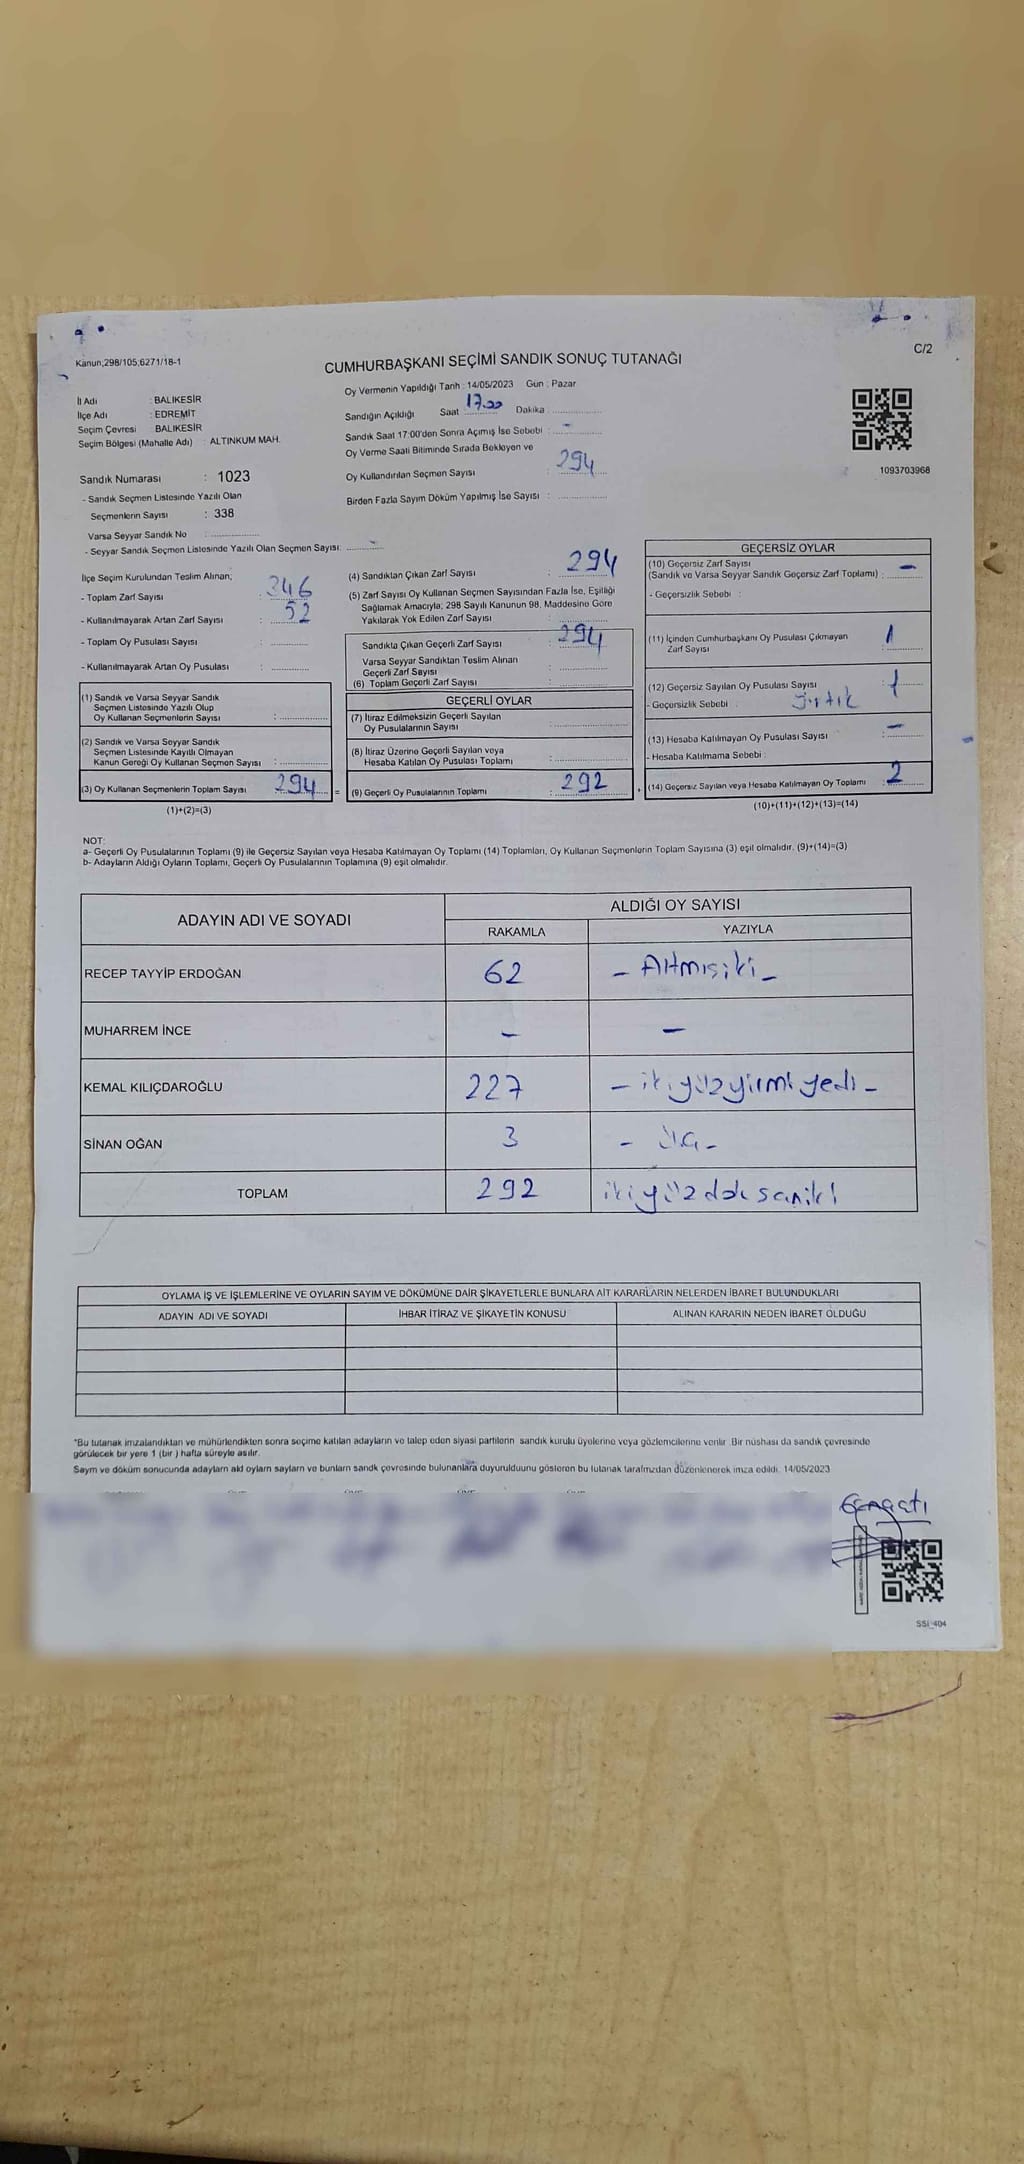 Kanun;298/105;6271/18-1
CUMHURBAŞKANI SEÇİMİ SANDIK SONUÇ TUTANAĞI
C/2
İl Adı : BALIKESİR
İlçe Adı : EDREMİT
Seçim Çevresi : BALIKESİR
Seçim Bölgesi (Mahalle Adı) : ALTINKUM MAH.
Oy Vermenin Yapıldığı Tarih : 14/05/2023 Gün : Pazar
Sandığın Açıldığı Saat 17.00 Dakika :
Sandık Saat 17:00'den Sonra Açımış İse Sebebi : -
Oy Verme Saati Bitiminde Sırada Bekleyen ve
Oy Kullandırılan Seçmen Sayısı : 294
Birden Fazla Sayım Döküm Yapılmış İse Sayısı :
1093703968
Sandık Numarası : 1023
- Sandık Seçmen Listesinde Yazılı Olan
Seçmenlerin Sayısı : 338
Varsa Seyyar Sandık No :
- Seyyar Sandık Seçmen Listesinde Yazılı Olan Seçmen Sayısı: -
İlçe Seçim Kurulundan Teslim Alınan;
- Toplam Zarf Sayısı : 346
- Kullanılmayarak Artan Zarf Sayısı : 52
- Toplam Oy Pusulası Sayısı :
- Kullanılmayarak Artan Oy Pusulası :
(1) Sandık ve Varsa Seyyar Sandık
Seçmen Listesinde Yazılı Olup
Oy Kullanan Seçmenlerin Sayısı :
(2) Sandık ve Varsa Seyyar Sandık
Seçmen Listesinde Kayıtlı Olmayan
Kanun Gereği Oy Kullanan Seçmen Sayısı :
(3) Oy Kullanan Seçmenlerin Toplam Sayısı : 294 =
(1)+(2)=(3)
(4) Sandıktan Çıkan Zarf Sayısı : 294
(5) Zarf Sayısı Oy Kullanan Seçmen Sayısından Fazla İse, Eşitliği
Sağlamak Amacıyla; 298 Sayılı Kanunun 98. Maddesine Göre
Yakılarak Yok Edilen Zarf Sayısı :
Sandıkta Çıkan Geçerli Zarf Sayısı : 294
Varsa Seyyar Sandıktan Teslim Alınan
Geçerli Zarf Sayısı :
(6) Toplam Geçerli Zarf Sayısı :
GEÇERLİ OYLAR
(7) İtiraz Edilmeksizin Geçerli Sayılan
Oy Pusulalarının Sayısı :
(8) İtiraz Üzerine Geçerli Sayılan veya
Hesaba Katılan Oy Pusulası Toplamı :
(9) Geçerli Oy Pusulalarının Toplamı : 292 +
GEÇERSİZ OYLAR
(10) Geçersiz Zarf Sayısı
(Sandık ve Varsa Seyyar Sandık Geçersiz Zarf Toplamı) : -
- Geçersizlik Sebebi :
(11) İçinden Cumhurbaşkanı Oy Pusulası Çıkmayan
Zarf Sayısı : 1
(12) Geçersiz Sayılan Oy Pusulası Sayısı : 1
- Geçersizlik Sebebi : Yırtık
(13) Hesaba Katılmayan Oy Pusulası Sayısı : -
- Hesaba Katılmama Sebebi :
(14) Geçersiz Sayılan veya Hesaba Katılmayan Oy Toplamı : 2
(10)+(11)+(12)+(13)=(14)
NOT:
a- Geçerli Oy Pusulalarının Toplamı (9) ile Geçersiz Sayılan veya Hesaba Katılmayan Oy Toplamı (14) Toplamları, Oy Kullanan Seçmenlerin Toplam Sayısına (3) eşit olmalıdır. (9)+(14)=(3)
b- Adayların Aldığı Oyların Toplamı, Geçerli Oy Pusulalarının Toplamına (9) eşit olmalıdır.
ADAYIN ADI VE SOYADI ALDIĞI OY SAYISI
RAKAMLA YAZIYLA
RECEP TAYYİP ERDOĞAN 62 - Altmışiki -
MUHARREM İNCE - -
KEMAL KILIÇDAROĞLU 227 - ikiyüzyirmiyedi -
SİNAN OĞAN 3 - üç -
TOPLAM 292 ikiyüzdoksaniki
OYLAMA İŞ VE İŞLEMLERİNE VE OYLARIN SAYIM VE DÖKÜMÜNE DAİR ŞİKAYETLERLE BUNLARA AİT KARARLARIN NELERDEN İBARET BULUNDUKLARI
ADAYIN ADI VE SOYADI İHBAR İTİRAZ VE ŞİKAYETİN KONUSU ALINAN KARARIN NEDEN İBARET OLDUĞU
*Bu tutanak imzalandıktan ve mühürlendikten sonra seçime katılan adayların ve talep eden siyasi partilerin sandık kurulu üyelerine veya gözlemcilerine verilir. Bir nüshası da sandık çevresinde
görülecek bir yere 1 (bir ) hafta süreyle asılır.
Sayım ve döküm sonucunda adayların ald oyların sayları ve bunların sandk çevresinde bulunanlara duyurulduunu gösteren bu tutanak tarafmzdan düzenlenerek imza edildi. 14/05/2023
SSI_404